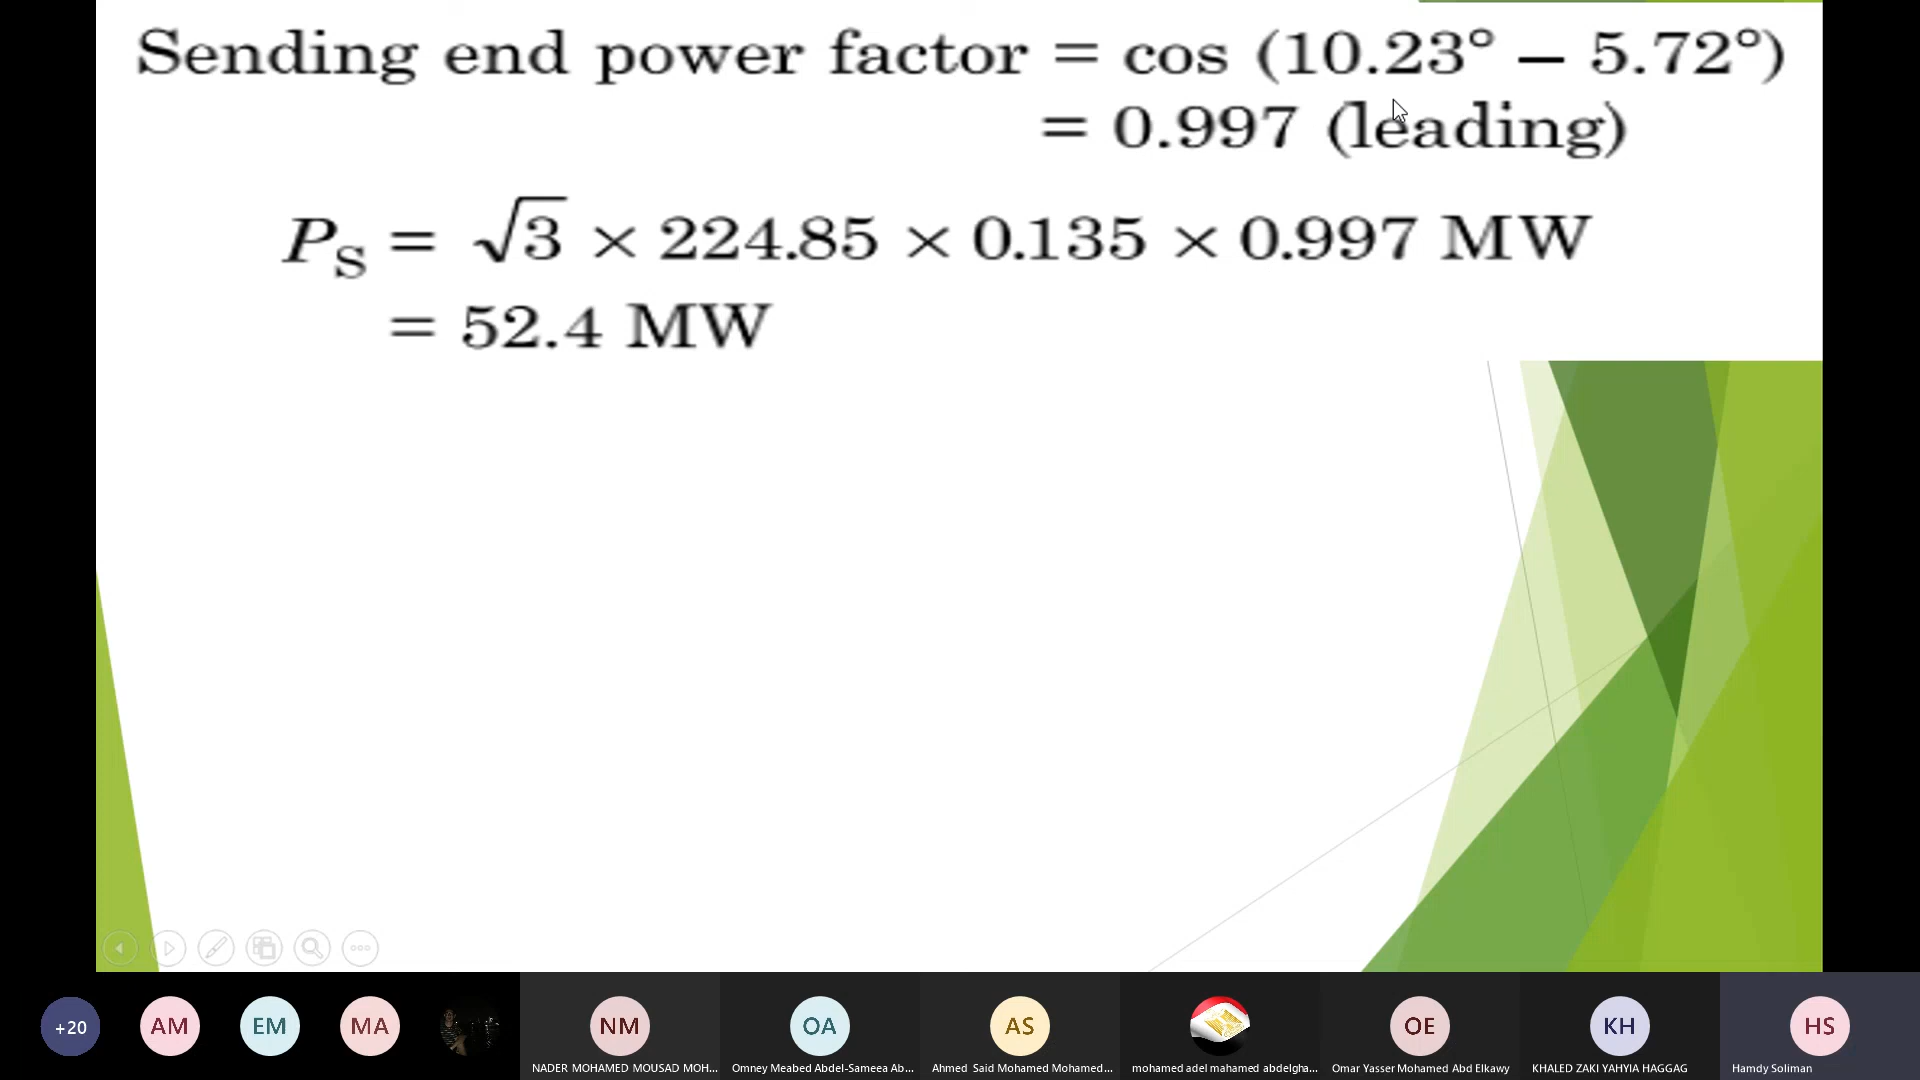 Sending end power factor = cos (10.23° – 5.72°)
= 0.997 (leading)
P_S = √3 × 224.85 × 0.135 × 0.997 MW
= 52.4 MW
+20
AM
EM
MA
NM
OA
AS
OE
KH
HS
NADER MOHAMED MOUSAD MOH...
Omney Meabed Abdel-Sameea Ab...
Ahmed Said Mohamed Mohamed...
mohamed adel mahamed abdelgha...
Omar Yasser Mohamed Abd Elkawy
KHALED ZAKI YAHYIA HAGGAG
Hamdy Soliman